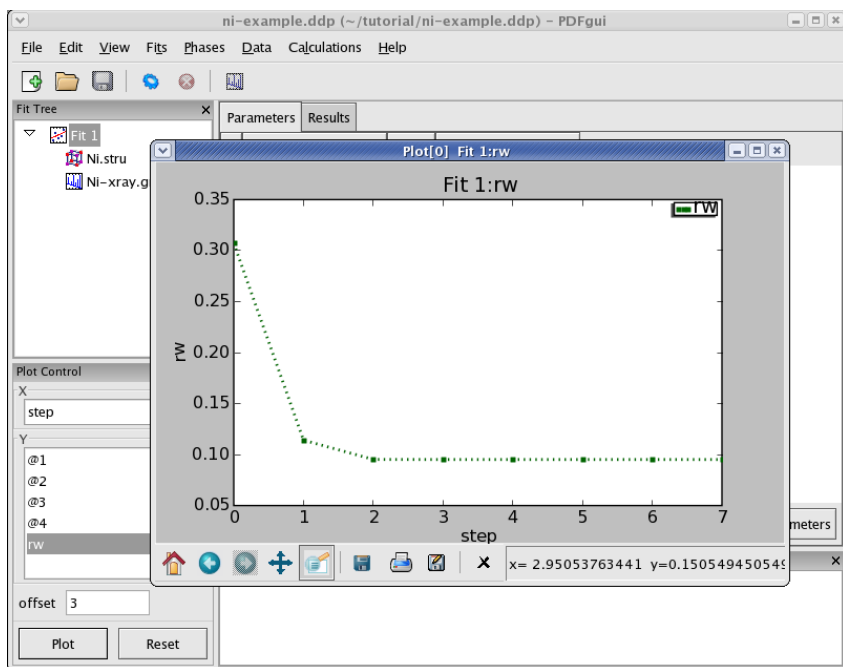 ni-example.ddp (~/tutorial/ni-example.ddp) - PDFgui
File Edit View Fits Phases Data Calculations Help
Fit Tree
Parameters Results
Fit 1
Ni.stru
Ni-xray.g
Plot[0] Fit 1:rw
Fit 1:rw
rw
0.35
0.30
0.25
0.20
0.15
0.10
0.05
rw
0 1 2 3 4 5 6 7
step
Plot Control
X
step
Y
@1
@2
@3
@4
rw
meters
x= 2.95053763441 y=0.150549450549
offset 3
Plot Reset